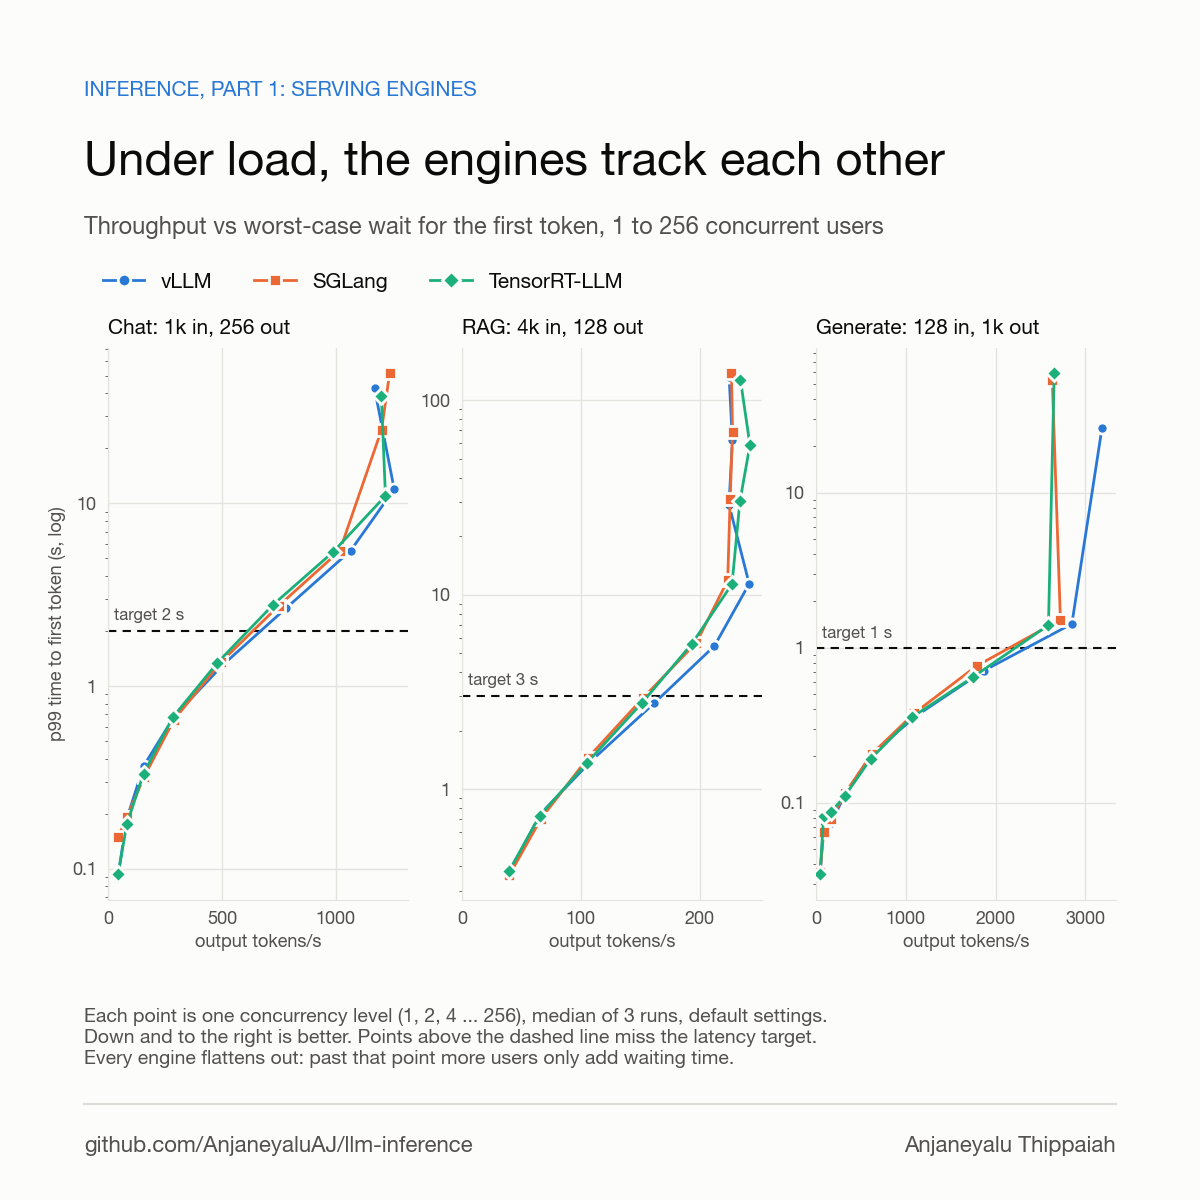 INFERENCE, PART 1: SERVING ENGINES
Under load, the engines track each other
Throughput vs worst-case wait for the first token, 1 to 256 concurrent users
vLLM SGLang TensorRT-LLM
Chat: 1k in, 256 out
p99 time to first token (s, log)
10
1
0.1
target 2 s
0 500 1000
output tokens/s
RAG: 4k in, 128 out
100
10
1
target 3 s
0 100 200
output tokens/s
Generate: 128 in, 1k out
10
1
0.1
target 1 s
0 1000 2000 3000
output tokens/s
Each point is one concurrency level (1, 2, 4 ... 256), median of 3 runs, default settings.
Down and to the right is better. Points above the dashed line miss the latency target.
Every engine flattens out: past that point more users only add waiting time.
github.com/AnjaneyaluAJ/llm-inference
Anjaneyalu Thippaiah